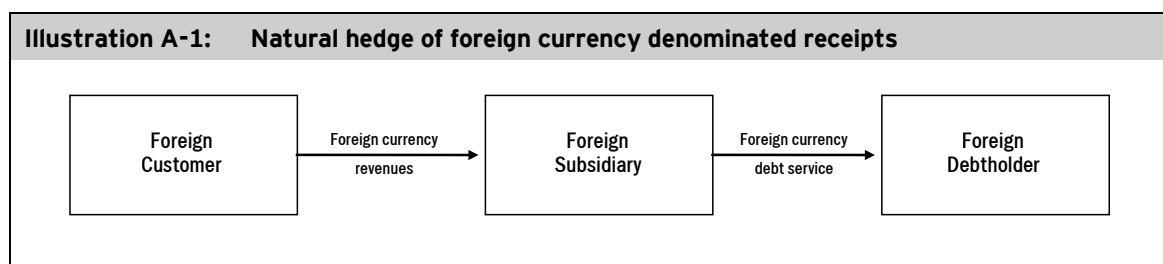 Illustration A-1: Natural hedge of foreign currency denominated receipts
Foreign
Customer
Foreign currency
revenues
Foreign
Subsidiary
Foreign currency
debt service
Foreign
Debtholder